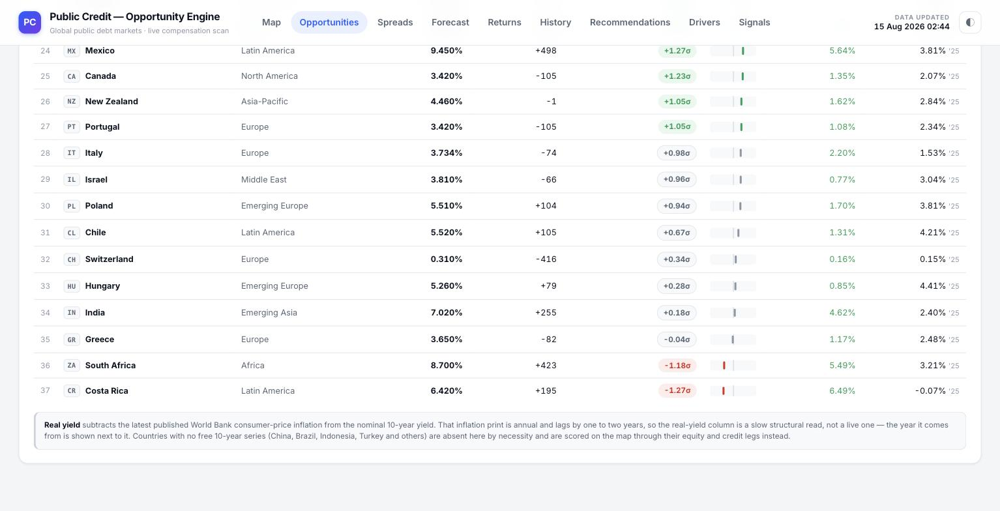 PC
Public Credit — Opportunity Engine
Global public debt markets · live compensation scan
Map Opportunities Spreads Forecast Returns History Recommendations Drivers Signals
DATA UPDATED
15 Aug 2026 02:44
24 MX Mexico Latin America 9.450% +498 +1.27σ 5.64% 3.81% '25
25 CA Canada North America 3.420% -105 +1.23σ 1.35% 2.07% '25
26 NZ New Zealand Asia-Pacific 4.460% -1 +1.05σ 1.62% 2.84% '25
27 PT Portugal Europe 3.420% -105 +1.05σ 1.08% 2.34% '25
28 IT Italy Europe 3.734% -74 +0.98σ 2.20% 1.53% '25
29 IL Israel Middle East 3.810% -66 +0.96σ 0.77% 3.04% '25
30 PL Poland Emerging Europe 5.510% +104 +0.94σ 1.70% 3.81% '25
31 CL Chile Latin America 5.520% +105 +0.67σ 1.31% 4.21% '25
32 CH Switzerland Europe 0.310% -416 +0.34σ 0.16% 0.15% '25
33 HU Hungary Emerging Europe 5.260% +79 +0.28σ 0.85% 4.41% '25
34 IN India Emerging Asia 7.020% +255 +0.18σ 4.62% 2.40% '25
35 GR Greece Europe 3.650% -82 -0.04σ 1.17% 2.48% '25
36 ZA South Africa Africa 8.700% +423 -1.18σ 5.49% 3.21% '25
37 CR Costa Rica Latin America 6.420% +195 -1.27σ 6.49% -0.07% '25
Real yield subtracts the latest published World Bank consumer-price inflation from the nominal 10-year yield. That inflation print is annual and lags by one to two years, so the real-yield column is a slow structural read, not a live one — the year it comes
from is shown next to it. Countries with no free 10-year series (China, Brazil, Indonesia, Turkey and others) are absent here by necessity and are scored on the map through their equity and credit legs instead.